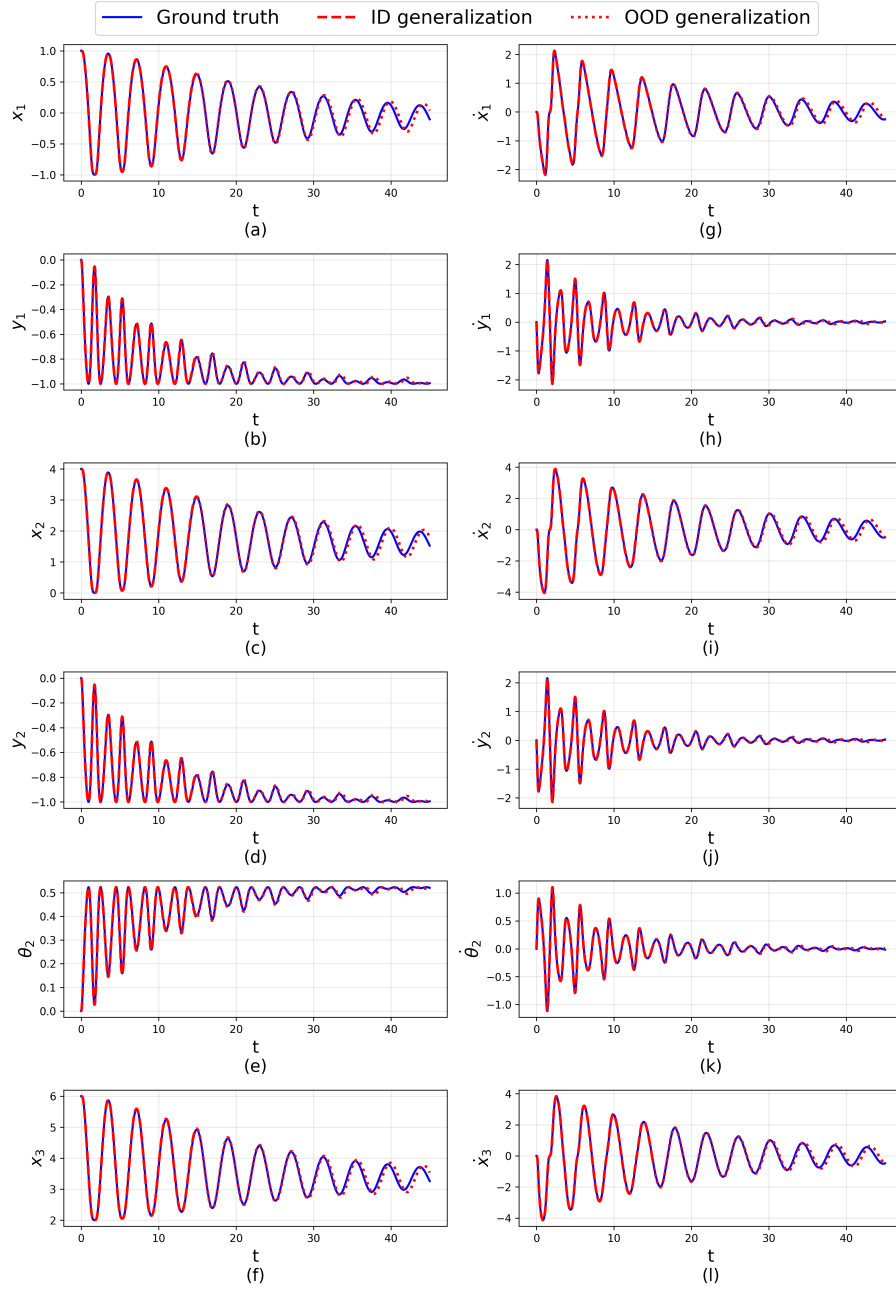 Ground truth ID generalization OOD generalization
1.0
0.5
0.0
−0.5
−1.0
x₁
0 10 20 30 40
t
(a)
2
1
0
−1
−2
ẋ₁
0 10 20 30 40
t
(g)
0.0
−0.2
−0.4
−0.6
−0.8
−1.0
y₁
0 10 20 30 40
t
(b)
2
1
0
−1
−2
ẏ₁
0 10 20 30 40
t
(h)
4
3
2
1
0
x₂
0 10 20 30 40
t
(c)
4
2
0
−2
−4
ẋ₂
0 10 20 30 40
t
(i)
0.0
−0.2
−0.4
−0.6
−0.8
−1.0
y₂
0 10 20 30 40
t
(d)
2
1
0
−1
−2
ẏ₂
0 10 20 30 40
t
(j)
0.5
0.4
0.3
0.2
0.1
0.0
θ₂
0 10 20 30 40
t
(e)
1.0
0.5
0.0
−0.5
−1.0
θ̇₂
0 10 20 30 40
t
(k)
6
5
4
3
2
x₃
0 10 20 30 40
t
(f)
4
2
0
−2
−4
ẋ₃
0 10 20 30 40
t
(l)